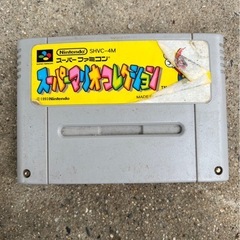 Nintendo SHVC-4M
スーパーファミコン
スーパーマリオコレクション
TM
©1993 Nintendo
MADE